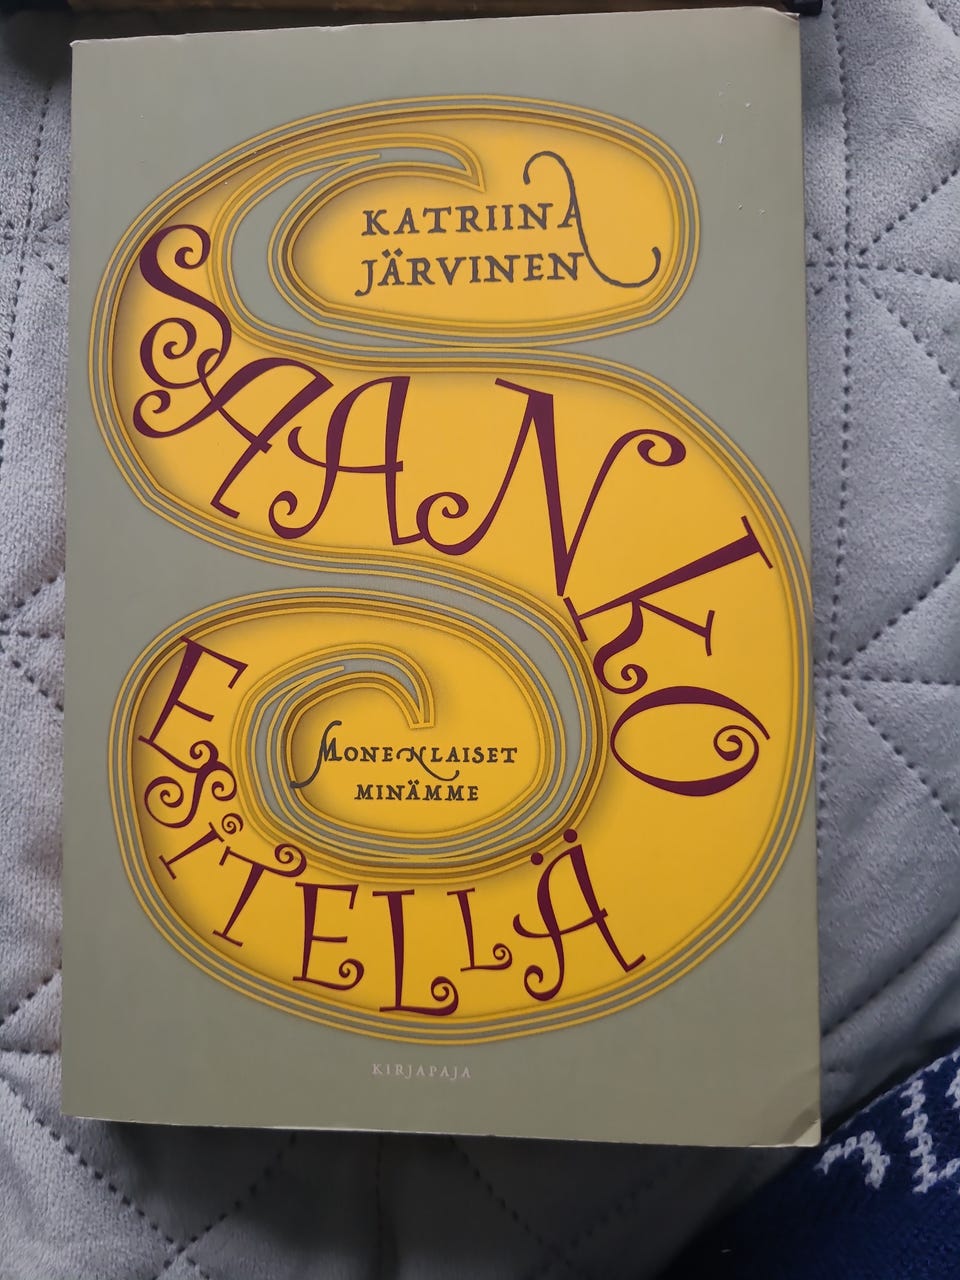 KATRIINA
JÄRVINEN
SAANKO
ESITELLÄ
MONENLAISET
MINÄMME
KIRJAPAJA